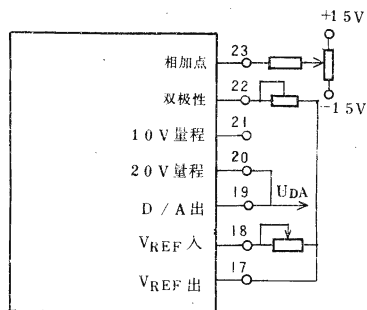 +15V
相加点 23
双极性 22
-15V
10V量程 21
20V量程 20
D/A出 19 UDA
VREF入 18
VREF出 17